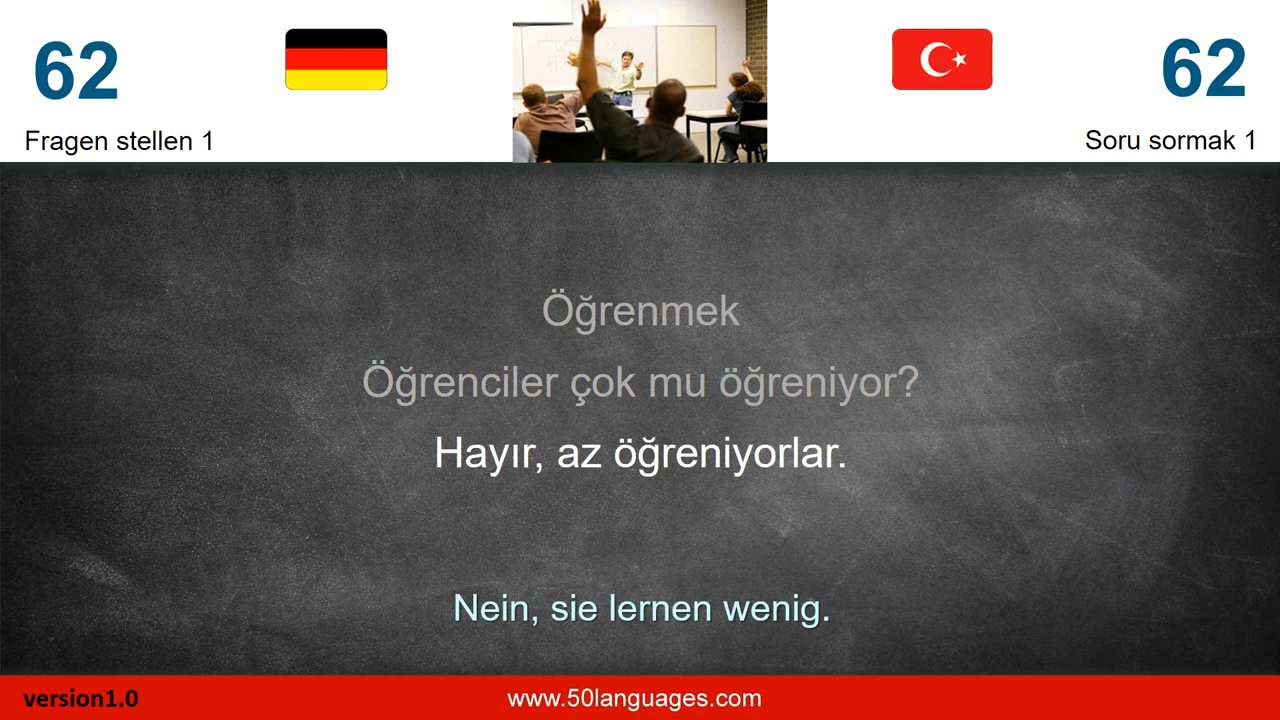 62
62
Fragen stellen 1
Soru sormak 1
Öğrenmek
Öğrenciler çok mu öğreniyor?
Hayır, az öğreniyorlar.
Nein, sie lernen wenig.
version1.0
www.50languages.com